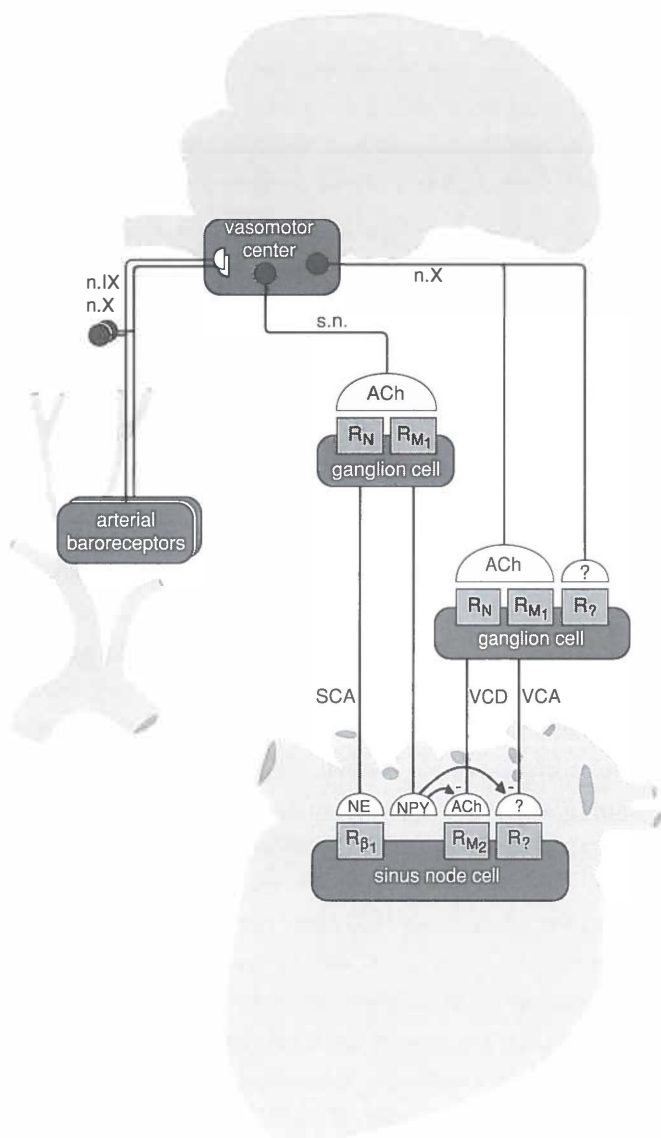 vasomotor
center
n.IX
n.X
n.X
s.n.
ACh
RN RM1
ganglion cell
arterial
baroreceptors
ACh ?
RN RM1 R?
ganglion cell
SCA VCD VCA
- -
NE NPY ACh ?
Rβ1 RM2 R?
sinus node cell